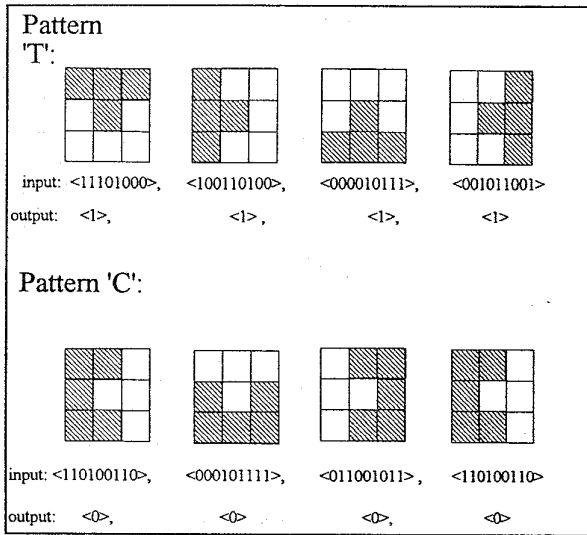 Pattern
'T':
input: <11101000>, <100110100>, <000010111>, <001011001>
output: <1>, <1>, <1>, <1>
Pattern 'C':
input: <110100110>, <000101111>, <011001011>, <110100110>
output: <0>, <0>, <0>, <0>